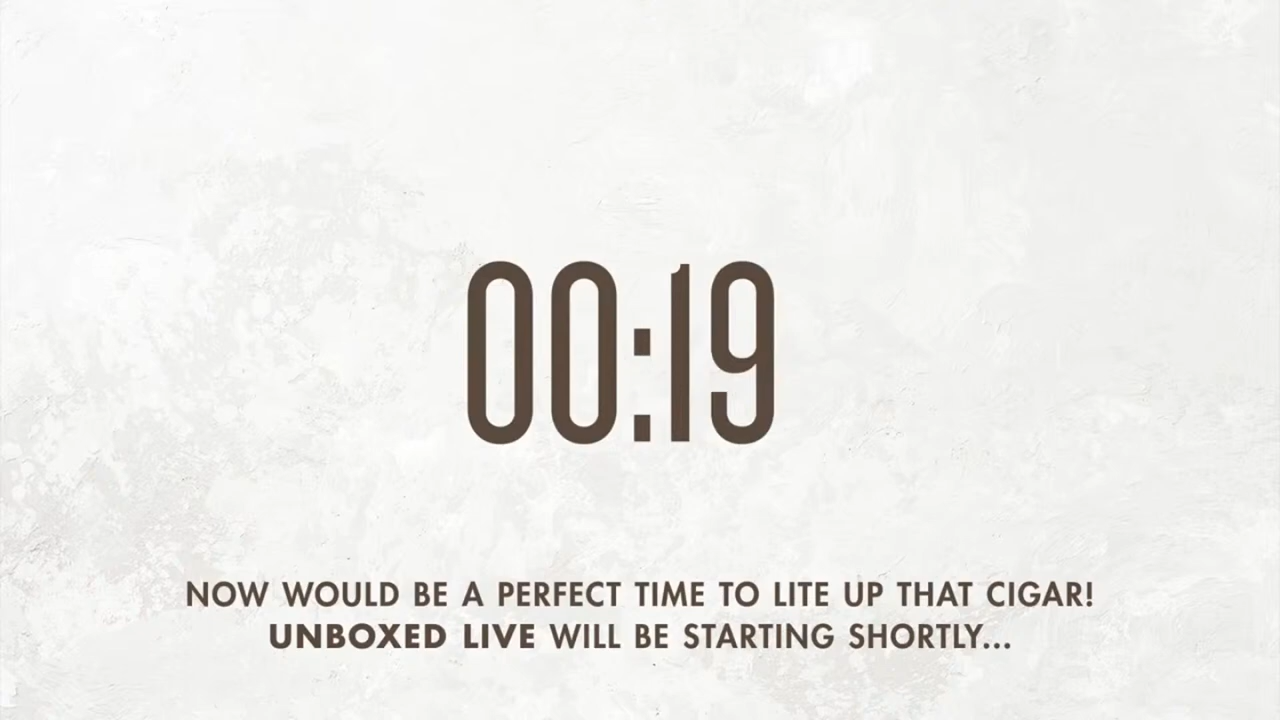 00:19
NOW WOULD BE A PERFECT TIME TO LITE UP THAT CIGAR!
UNBOXED LIVE WILL BE STARTING SHORTLY...